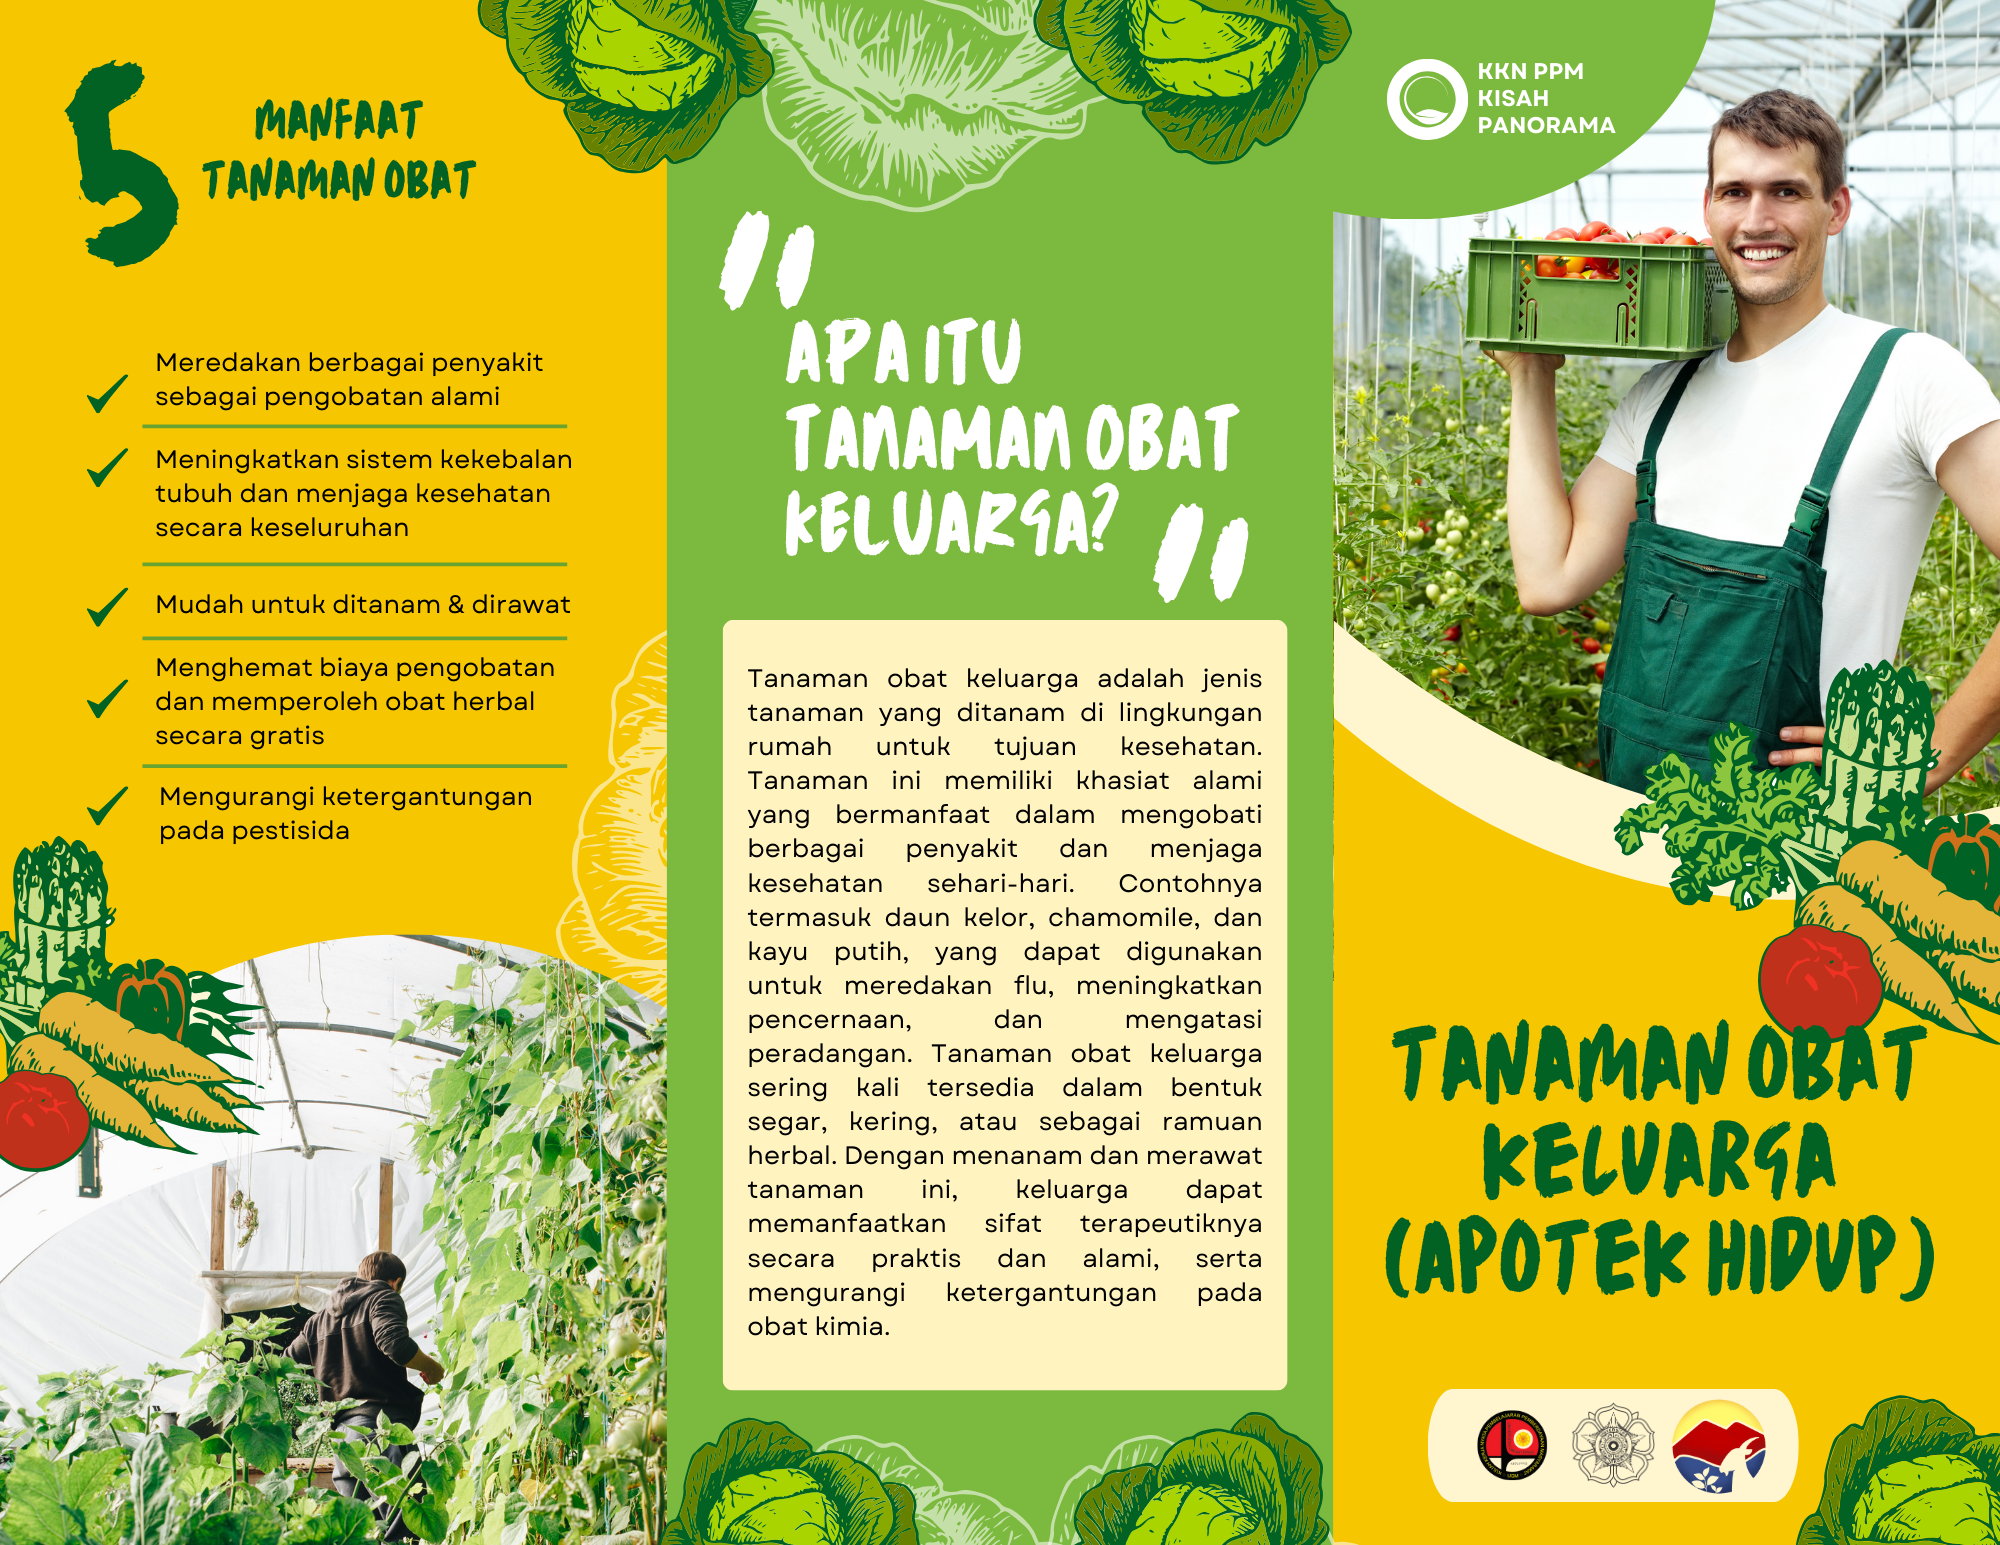 5
MANFAAT
TANAMAN OBAT
Meredakan berbagai penyakit
sebagai pengobatan alami
Meningkatkan sistem kekebalan
tubuh dan menjaga kesehatan
secara keseluruhan
Mudah untuk ditanam & dirawat
Menghemat biaya pengobatan
dan memperoleh obat herbal
secara gratis
Mengurangi ketergantungan
pada pestisida
"
APA ITU
TANAMAN OBAT
KELUARGA?
"
Tanaman obat keluarga adalah jenis
tanaman yang ditanam di lingkungan
rumah untuk tujuan kesehatan.
Tanaman ini memiliki khasiat alami
yang bermanfaat dalam mengobati
berbagai penyakit dan menjaga
kesehatan sehari-hari. Contohnya
termasuk daun kelor, chamomile, dan
kayu putih, yang dapat digunakan
untuk meredakan flu, meningkatkan
pencernaan, dan mengatasi
peradangan. Tanaman obat keluarga
sering kali tersedia dalam bentuk
segar, kering, atau sebagai ramuan
herbal. Dengan menanam dan merawat
tanaman ini, keluarga dapat
memanfaatkan sifat terapeutiknya
secara praktis dan alami, serta
mengurangi ketergantungan pada
obat kimia.
KKN PPM
KISAH
PANORAMA
TANAMAN OBAT
KELUARGA
(APOTEK HIDUP)